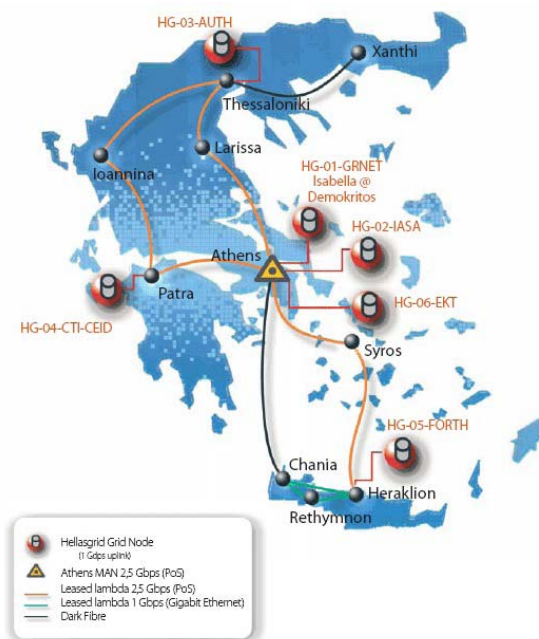 HG-03-AUTH
Xanthi
Thessaloniki
Larissa
Ioannina
HG-01-GRNET
Isabella @
Demokritos
HG-02-IASA
Athens
Patra
HG-04-CTI-CEID
HG-06-EKT
Syros
HG-05-FORTH
Chania
Heraklion
Rethymnon
Hellasgrid Grid Node
(1 Gdps uplink)
Athens MAN 2,5 Gbps (PoS)
Leased lambda 2,5 Gbps (PoS)
Leased lambda 1 Gbps (Gigabit Ethernet)
Dark Fibre